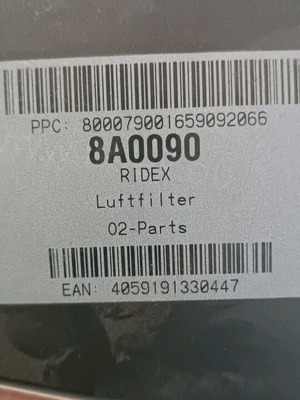 PPC: 800079001659092066
8A0090
RIDEX
Luftfilter
02-Parts
EAN: 4059191330447